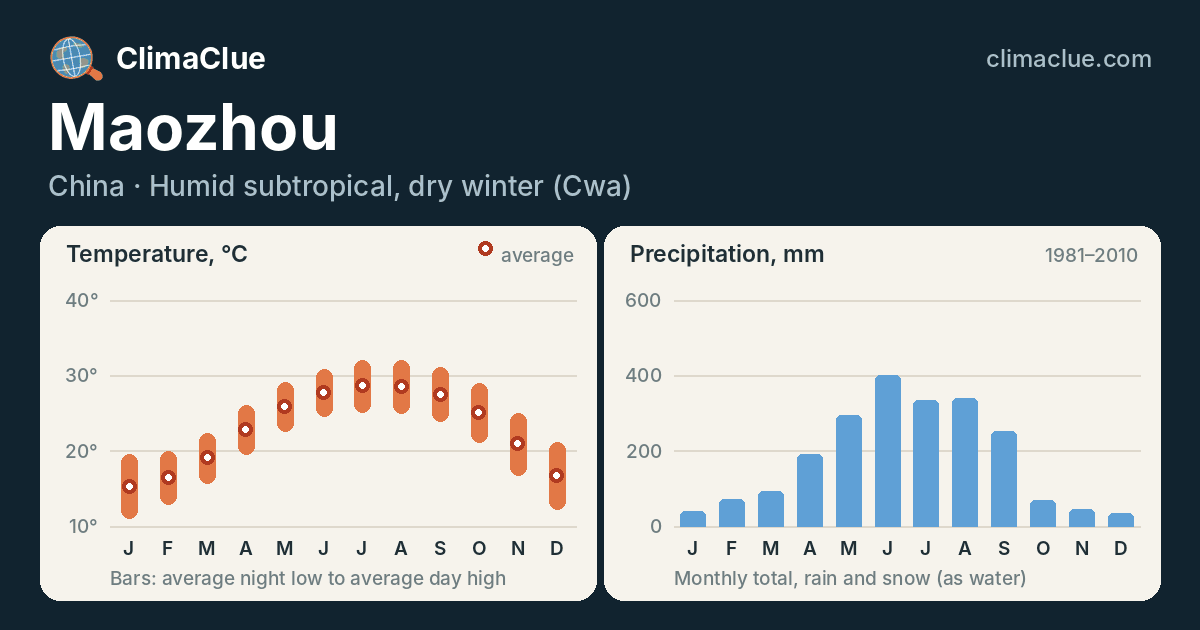 ClimaClue
climaclue.com
Maozhou
China · Humid subtropical, dry winter (Cwa)
Temperature, °C
average
40°
30°
20°
10°
J F M A M J J A S O N D
Bars: average night low to average day high
Precipitation, mm
1981–2010
600
400
200
0
J F M A M J J A S O N D
Monthly total, rain and snow (as water)